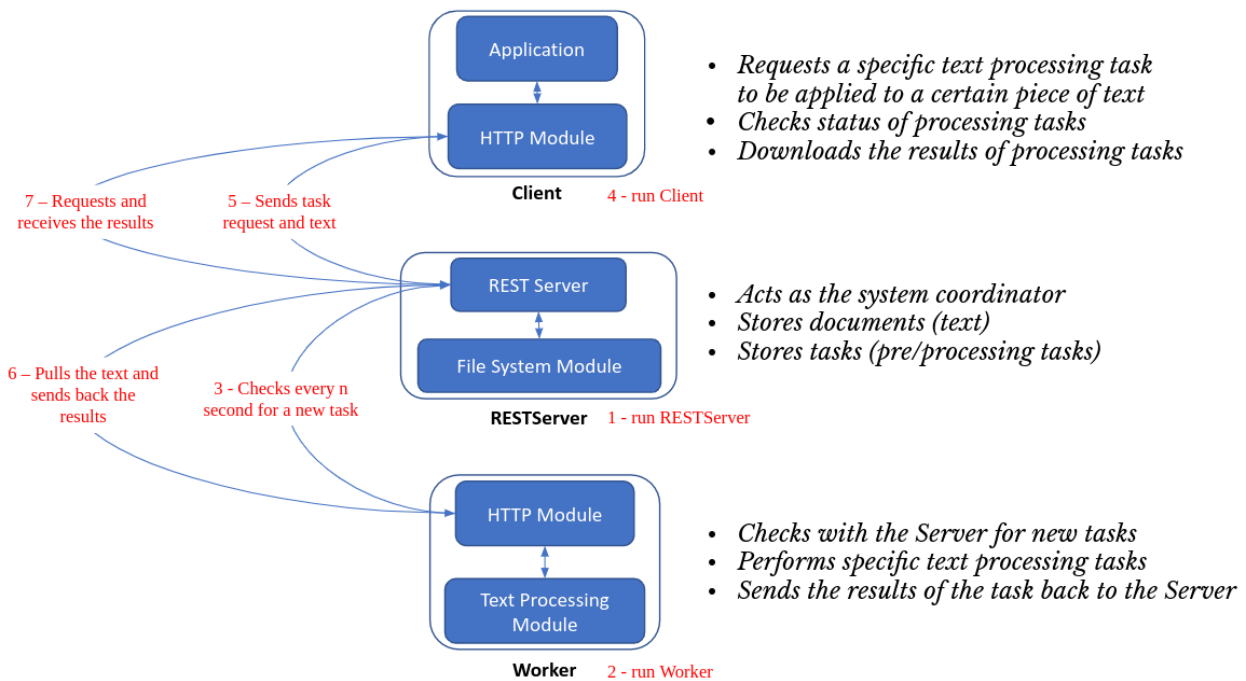 Application
HTTP Module
Client
4 - run Client
• Requests a specific text processing task
to be applied to a certain piece of text
• Checks status of processing tasks
• Downloads the results of processing tasks
7 – Requests and
receives the results
5 – Sends task
request and text
REST Server
File System Module
RESTServer
1 - run RESTServer
• Acts as the system coordinator
• Stores documents (text)
• Stores tasks (pre/processing tasks)
6 – Pulls the text and
sends back the
results
3 - Checks every n
second for a new task
HTTP Module
Text Processing
Module
Worker
2 - run Worker
• Checks with the Server for new tasks
• Performs specific text processing tasks
• Sends the results of the task back to the Server